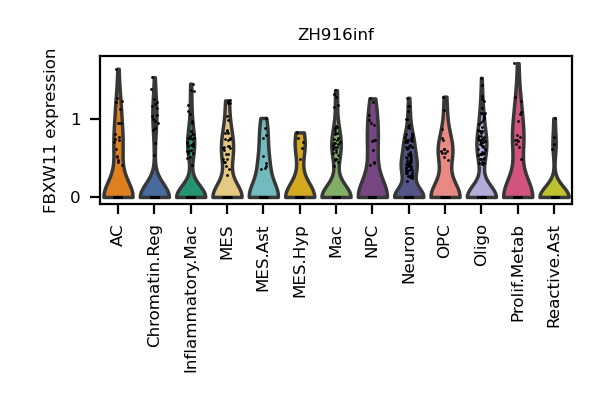 ZH916inf
FBXW11 expression
1
0
AC
Chromatin.Reg
Inflammatory.Mac
MES
MES.Ast
MES.Hyp
Mac
NPC
Neuron
OPC
Oligo
Prolif.Metab
Reactive.Ast